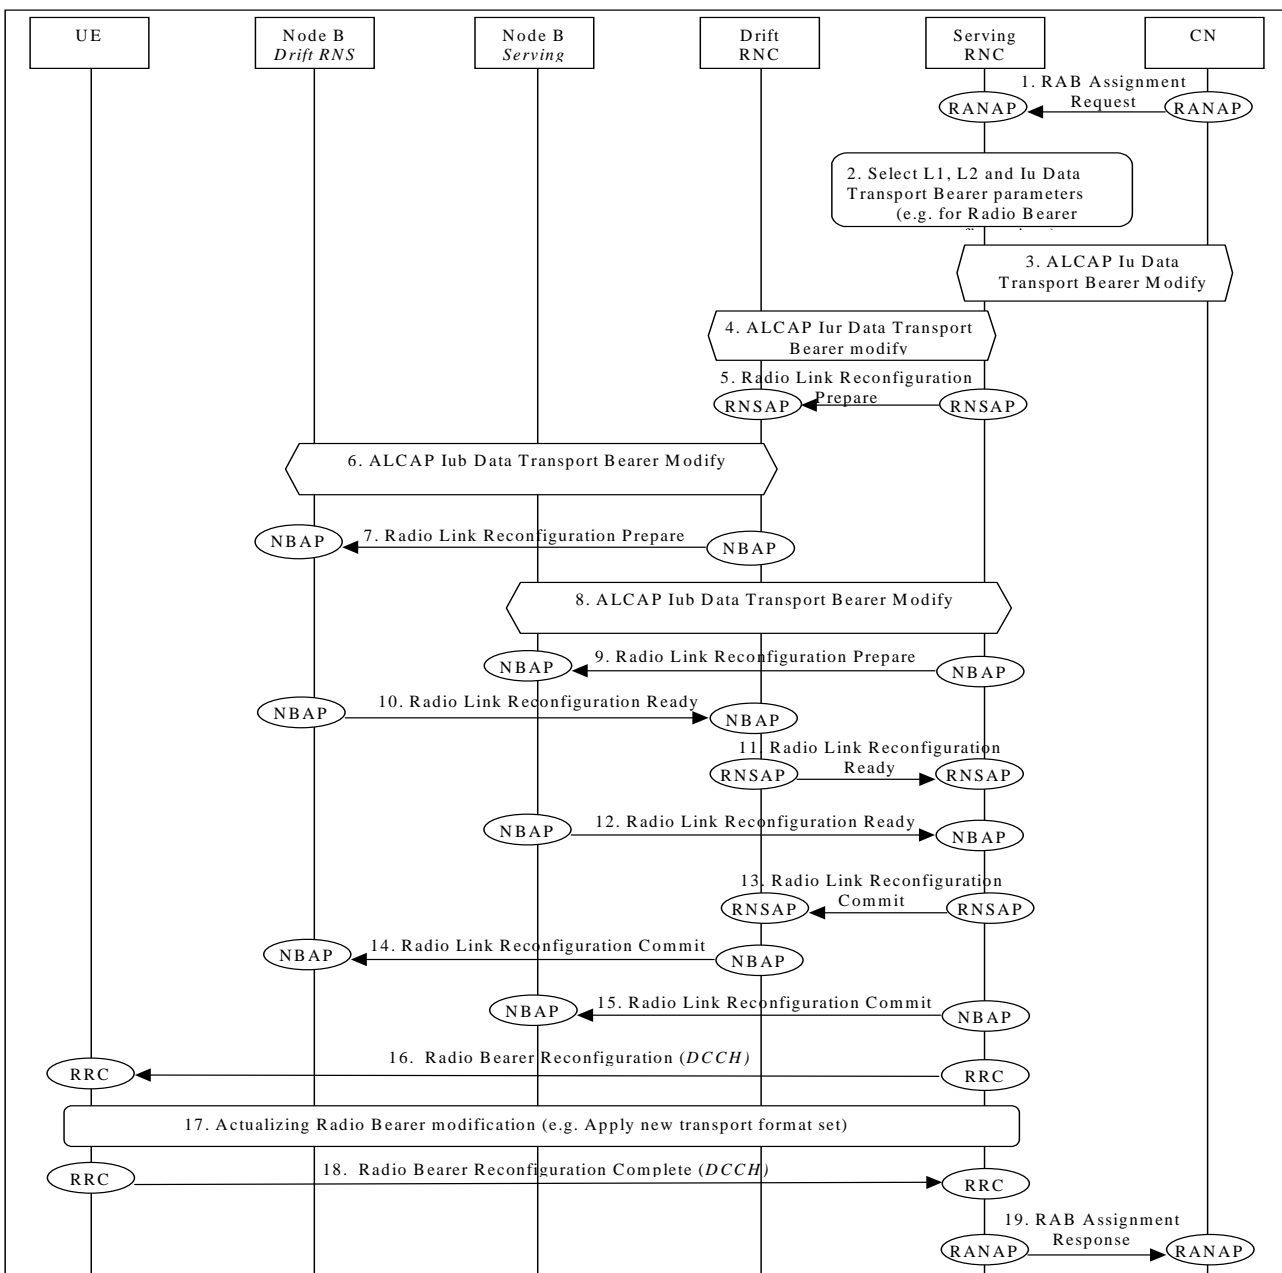 UE
Node B
Drift RNS
Node B
Serving
Drift
RNC
Serving
RNC
CN
1. RAB Assignment
Request
RANAP
RANAP
2. Select L1, L2 and Iu Data
Transport Bearer parameters
(e.g. for Radio Bearer
3. ALCAP Iu Data
Transport Bearer Modify
4. ALCAP Iur Data Transport
Bearer modify
5. Radio Link Reconfiguration
Prepare
RNSAP
RNSAP
6. ALCAP Iub Data Transport Bearer Modify
7. Radio Link Reconfiguration Prepare
NBAP
NBAP
8. ALCAP Iub Data Transport Bearer Modify
9. Radio Link Reconfiguration Prepare
NBAP
NBAP
10. Radio Link Reconfiguration Ready
NBAP
NBAP
11. Radio Link Reconfiguration
Ready
RNSAP
RNSAP
12. Radio Link Reconfiguration Ready
NBAP
NBAP
13. Radio Link Reconfiguration
Commit
RNSAP
RNSAP
14. Radio Link Reconfiguration Commit
NBAP
NBAP
15. Radio Link Reconfiguration Commit
NBAP
NBAP
16. Radio Bearer Reconfiguration (DCCH)
RRC
RRC
17. Actualizing Radio Bearer modification (e.g. Apply new transport format set)
18. Radio Bearer Reconfiguration Complete (DCCH)
RRC
RRC
19. RAB Assignment
Response
RANAP
RANAP